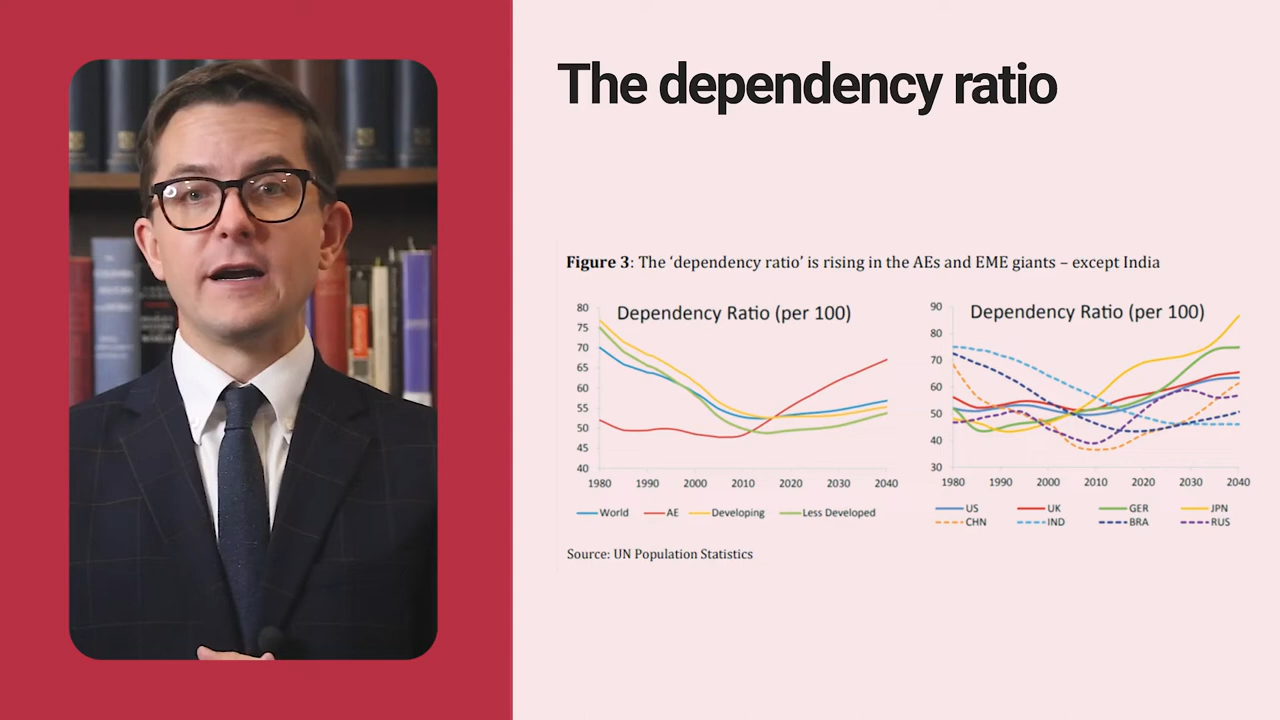 The dependency ratio
Figure 3: The ‘dependency ratio’ is rising in the AEs and EME giants – except India
Dependency Ratio (per 100)
80
75
70
65
60
55
50
45
40
1980 1990 2000 2010 2020 2030 2040
World AE Developing Less Developed
Dependency Ratio (per 100)
90
80
70
60
50
40
30
1980 1990 2000 2010 2020 2030 2040
US UK GER JPN
CHN IND BRA RUS
Source: UN Population Statistics